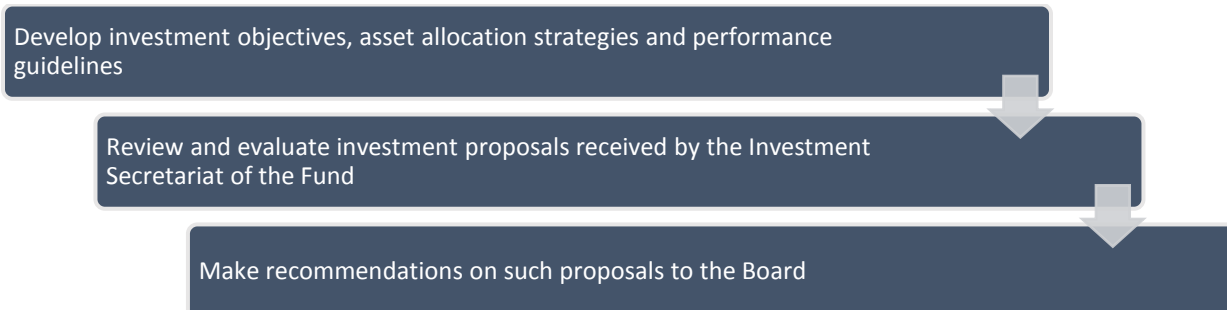 Develop investment objectives, asset allocation strategies and performance
guidelines
Review and evaluate investment proposals received by the Investment
Secretariat of the Fund
Make recommendations on such proposals to the Board